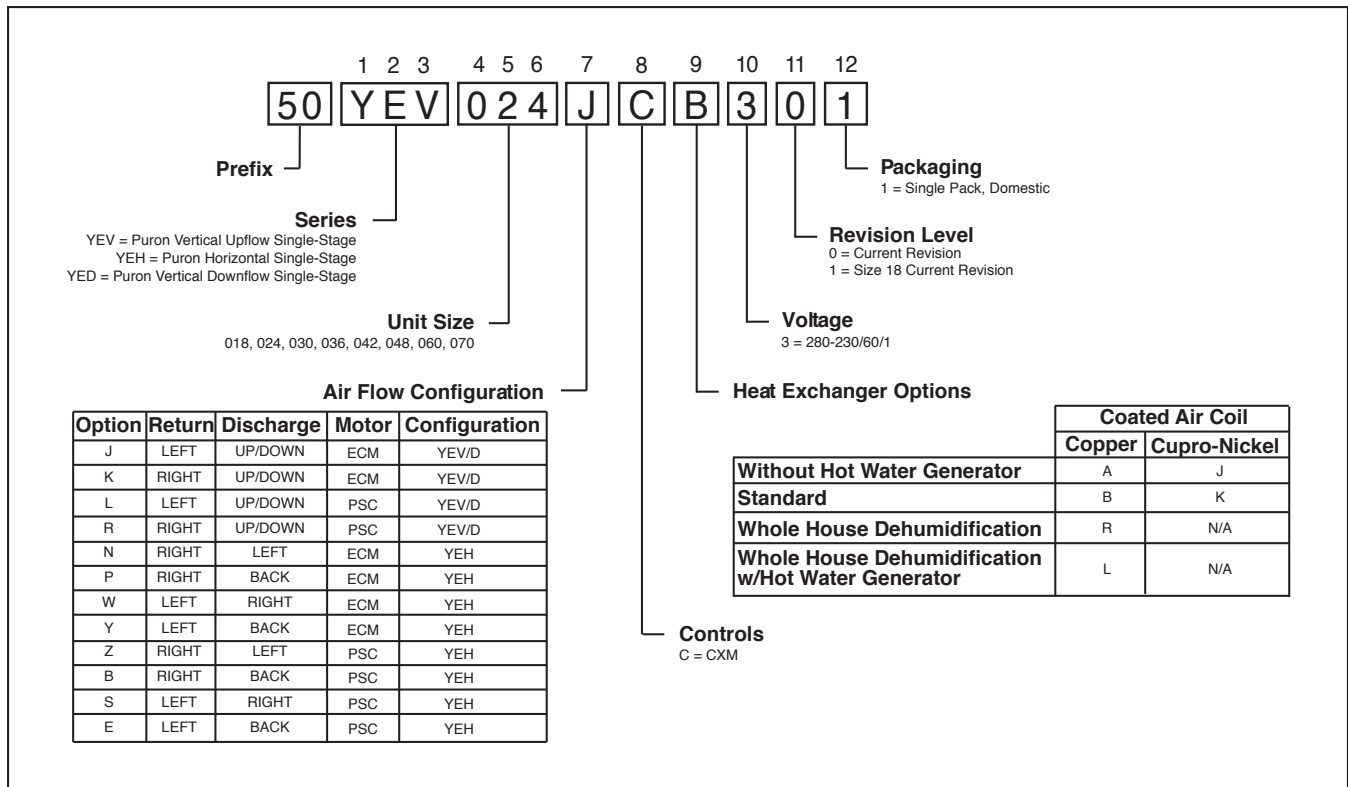 1 2 3 4 5 6 7 8 9 10 11 12
50 YEV 024 J C B 3 0 1
Prefix
Packaging
1 = Single Pack, Domestic
Series
YEV = Puron Vertical Upflow Single-Stage
YEH = Puron Horizontal Single-Stage
YED = Puron Vertical Downflow Single-Stage
Revision Level
0 = Current Revision
1 = Size 18 Current Revision
Unit Size
018, 024, 030, 036, 042, 048, 060, 070
Voltage
3 = 280-230/60/1
Air Flow Configuration
Option Return Discharge Motor Configuration
J LEFT UP/DOWN ECM YEV/D
K RIGHT UP/DOWN ECM YEV/D
L LEFT UP/DOWN PSC YEV/D
R RIGHT UP/DOWN PSC YEV/D
N RIGHT LEFT ECM YEH
P RIGHT BACK ECM YEH
W LEFT RIGHT ECM YEH
Y LEFT BACK ECM YEH
Z RIGHT LEFT PSC YEH
B RIGHT BACK PSC YEH
S LEFT RIGHT PSC YEH
E LEFT BACK PSC YEH
Heat Exchanger Options
Coated Air Coil
Copper Cupro-Nickel
Without Hot Water Generator A J
Standard B K
Whole House Dehumidification R N/A
Whole House Dehumidification
w/Hot Water Generator L N/A
Controls
C = CXM